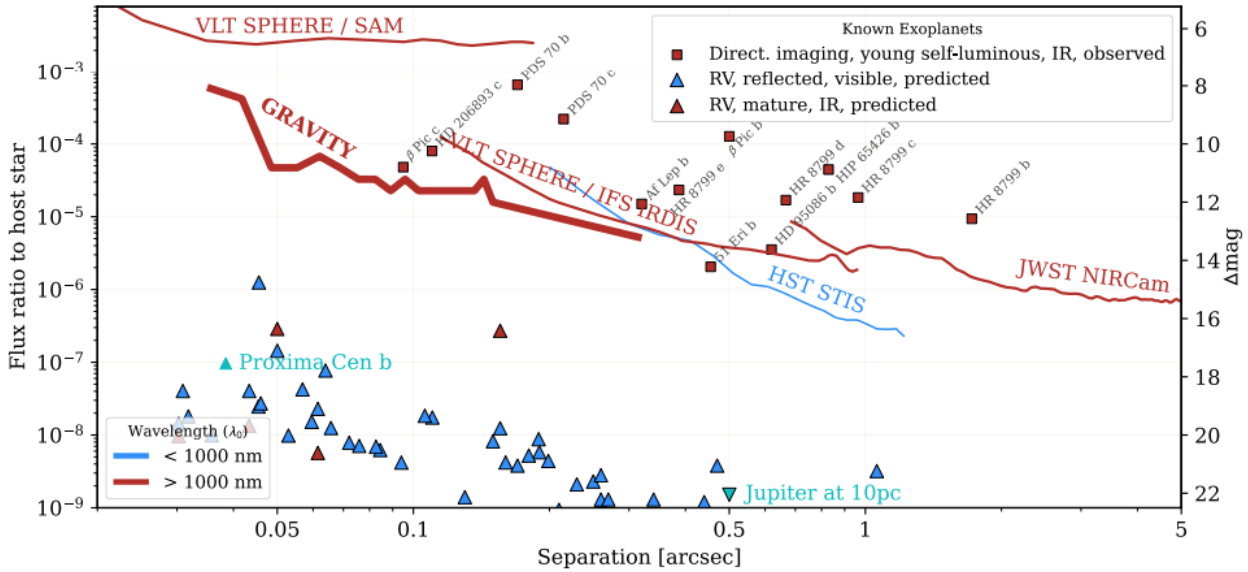 VLT SPHERE / SAM
Known Exoplanets
Direct. imaging, young self-luminous, IR, observed
RV, reflected, visible, predicted
RV, mature, IR, predicted
PDS 70 b
PDS 70 c
HD 206893 c
β Pic c
GRAVITY
VLT SPHERE / IFS IRDIS
Af Lep b
HR 8799 e
β Pic b
51 Eri b
HR 8799 d
HD 95086 b
HIP 65426 b
HR 8799 c
HR 8799 b
HST STIS
JWST NIRCam
Proxima Cen b
Jupiter at 10pc
Wavelength (λ₀)
< 1000 nm
> 1000 nm
Flux ratio to host star
10⁻³
10⁻⁴
10⁻⁵
10⁻⁶
10⁻⁷
10⁻⁸
10⁻⁹
Δmag
6
8
10
12
14
16
18
20
22
0.05
0.1
0.5
1
5
Separation [arcsec]